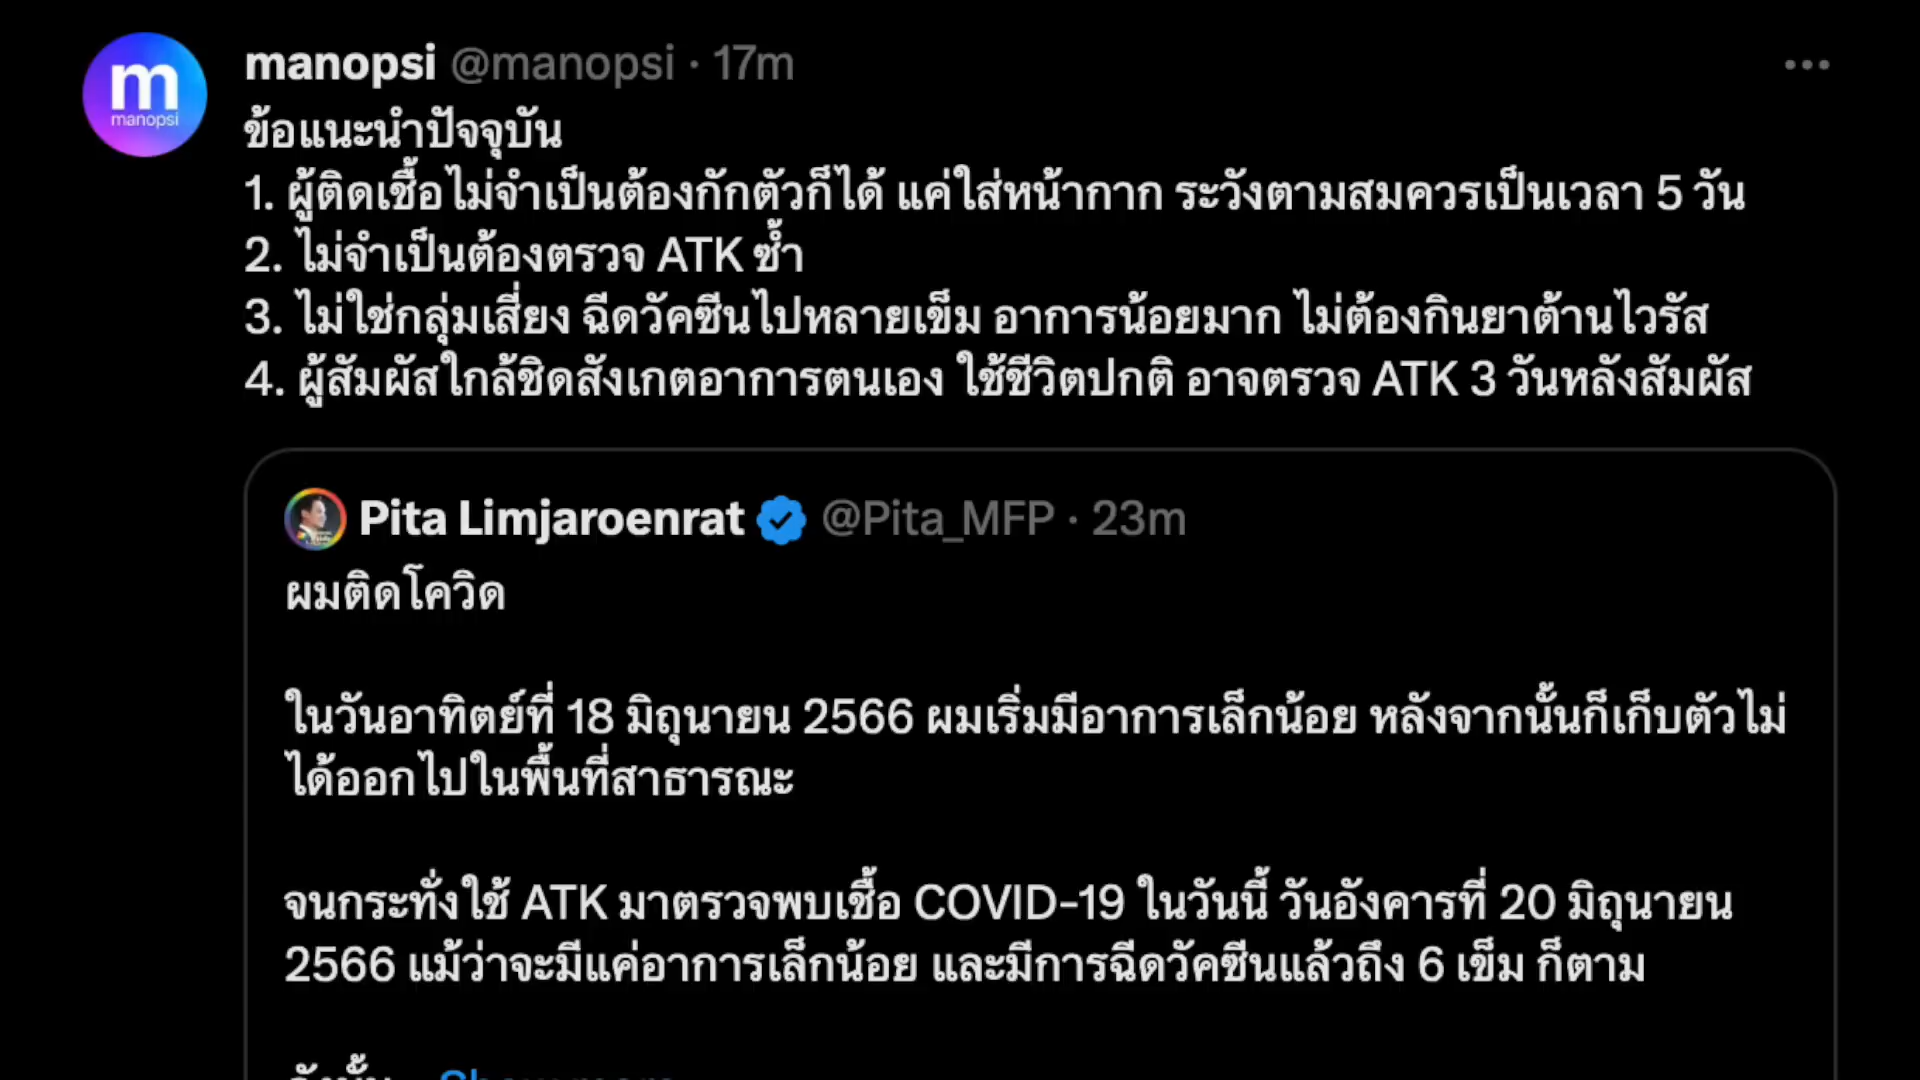 m
manopsi
manopsi @manopsi · 17m
ข้อแนะนำปัจจุบัน
1. ผู้ติดเชื้อไม่จำเป็นต้องกักตัวก็ได้ แค่ใส่หน้ากาก ระวังตามสมควรเป็นเวลา 5 วัน
2. ไม่จำเป็นต้องตรวจ ATK ซ้ำ
3. ไม่ใช่กลุ่มเสี่ยง ฉีดวัคซีนไปหลายเข็ม อาการน้อยมาก ไม่ต้องกินยาต้านไวรัส
4. ผู้สัมผัสใกล้ชิดสังเกตอาการตนเอง ใช้ชีวิตปกติ อาจตรวจ ATK 3 วันหลังสัมผัส
Pita Limjaroenrat @Pita_MFP · 23m
ผมติดโควิด
ในวันอาทิตย์ที่ 18 มิถุนายน 2566 ผมเริ่มมีอาการเล็กน้อย หลังจากนั้นก็เก็บตัวไม่
ได้ออกไปในพื้นที่สาธารณะ
จนกระทั่งใช้ ATK มาตรวจพบเชื้อ COVID-19 ในวันนี้ วันอังคารที่ 20 มิถุนายน
2566 แม้ว่าจะมีแค่อาการเล็กน้อย และมีการฉีดวัคซีนแล้วถึง 6 เข็ม ก็ตาม